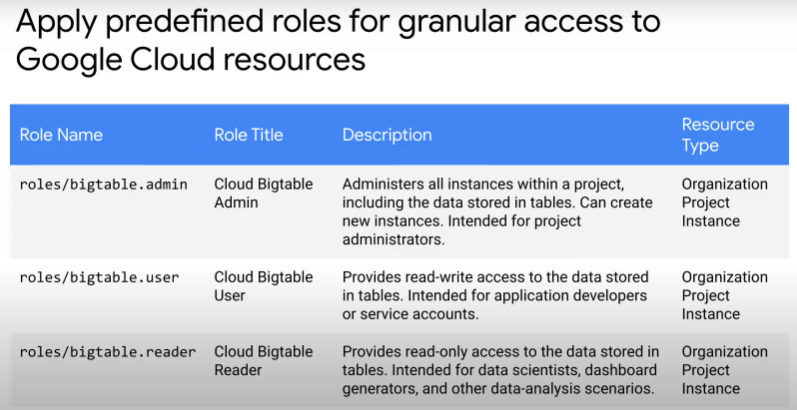 Apply predefined roles for granular access to
Google Cloud resources
Role Name
Role Title
Description
Resource
Type
roles/bigtable.admin
Cloud Bigtable
Admin
Administers all instances within a project,
including the data stored in tables. Can create
new instances. Intended for project
administrators.
Organization
Project
Instance
roles/bigtable.user
Cloud Bigtable
User
Provides read-write access to the data stored
in tables. Intended for application developers
or service accounts.
Organization
Project
Instance
roles/bigtable.reader
Cloud Bigtable
Reader
Provides read-only access to the data stored in
tables. Intended for data scientists, dashboard
generators, and other data-analysis scenarios.
Organization
Project
Instance